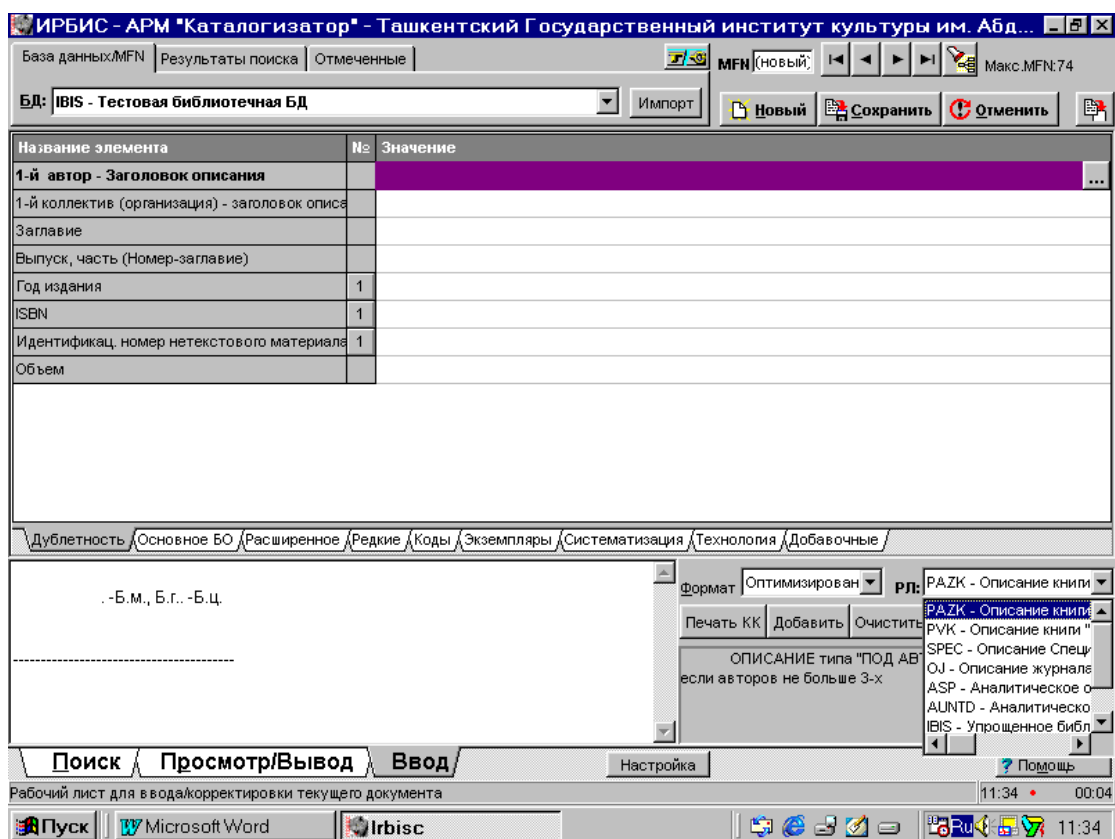 ИРБИС - АРМ "Каталогизатор" - Ташкентский Государственный институт культуры им. Абд...
База данных/MFN Результаты поиска Отмеченные MFN (новый) Макс.MFN:74
БД: IBIS - Тестовая библиотечная БД Импорт Новый Сохранить Отменить
Название элемента № Значение
1-й автор - Заголовок описания ...
1-й коллектив (организация) - заголовок описа
Заглавие
Выпуск, часть (Номер-заглавие)
Год издания 1
ISBN 1
Идентификац. номер нетекстового материала 1
Объем
Дублетность Основное БО Расширенное Редкие Коды Экземпляры Систематизация Технология Добавочные
Формат Оптимизирован РЛ: PAZK - Описание книги
. -Б.м., Б.г.. -Б.ц.
Печать КК Добавить Очистить
PAZK - Описание книги
PVK - Описание книги "
SPEC - Описание Специ
OJ - Описание журнала
ASP - Аналитическое о
AUNTD - Аналитическо
IBIS - Упрощенное библ
ОПИСАНИЕ типа "ПОД АВТ
если авторов не больше 3-х
---------------------------------------
Поиск Просмотр/Вывод Ввод Настройка Помощь
Рабочий лист для ввода/корректировки текущего документа 11:34 00:04
Пуск Microsoft Word Irbisc Ru 11:34